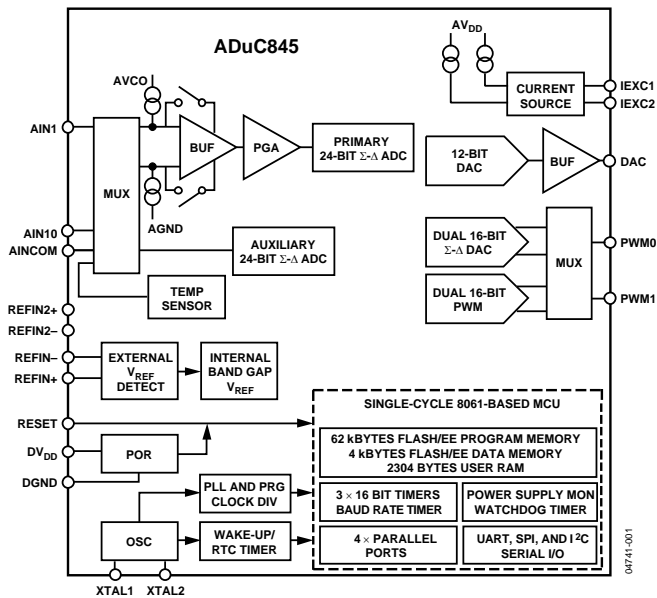 ADuC845
AVDD
AVCO
IEXC1
CURRENT
SOURCE
IEXC2
AIN1
BUF
PGA
PRIMARY
24-BIT Σ-Δ ADC
12-BIT
DAC
BUF
DAC
MUX
AGND
AIN10
AINCOM
AUXILIARY
24-BIT Σ-Δ ADC
DUAL 16-BIT
Σ-Δ DAC
MUX
PWM0
TEMP
SENSOR
DUAL 16-BIT
PWM
PWM1
REFIN2+
REFIN2–
REFIN–
REFIN+
EXTERNAL
VREF
DETECT
INTERNAL
BAND GAP
VREF
RESET
SINGLE-CYCLE 8061-BASED MCU
DVDD
POR
DGND
62 kBYTES FLASH/EE PROGRAM MEMORY
4 kBYTES FLASH/EE DATA MEMORY
2304 BYTES USER RAM
PLL AND PRG
CLOCK DIV
3 × 16 BIT TIMERS
BAUD RATE TIMER
POWER SUPPLY MON
WATCHDOG TIMER
OSC
WAKE-UP/
RTC TIMER
4 × PARALLEL
PORTS
UART, SPI, AND I2C
SERIAL I/O
XTAL1
XTAL2
04741-001